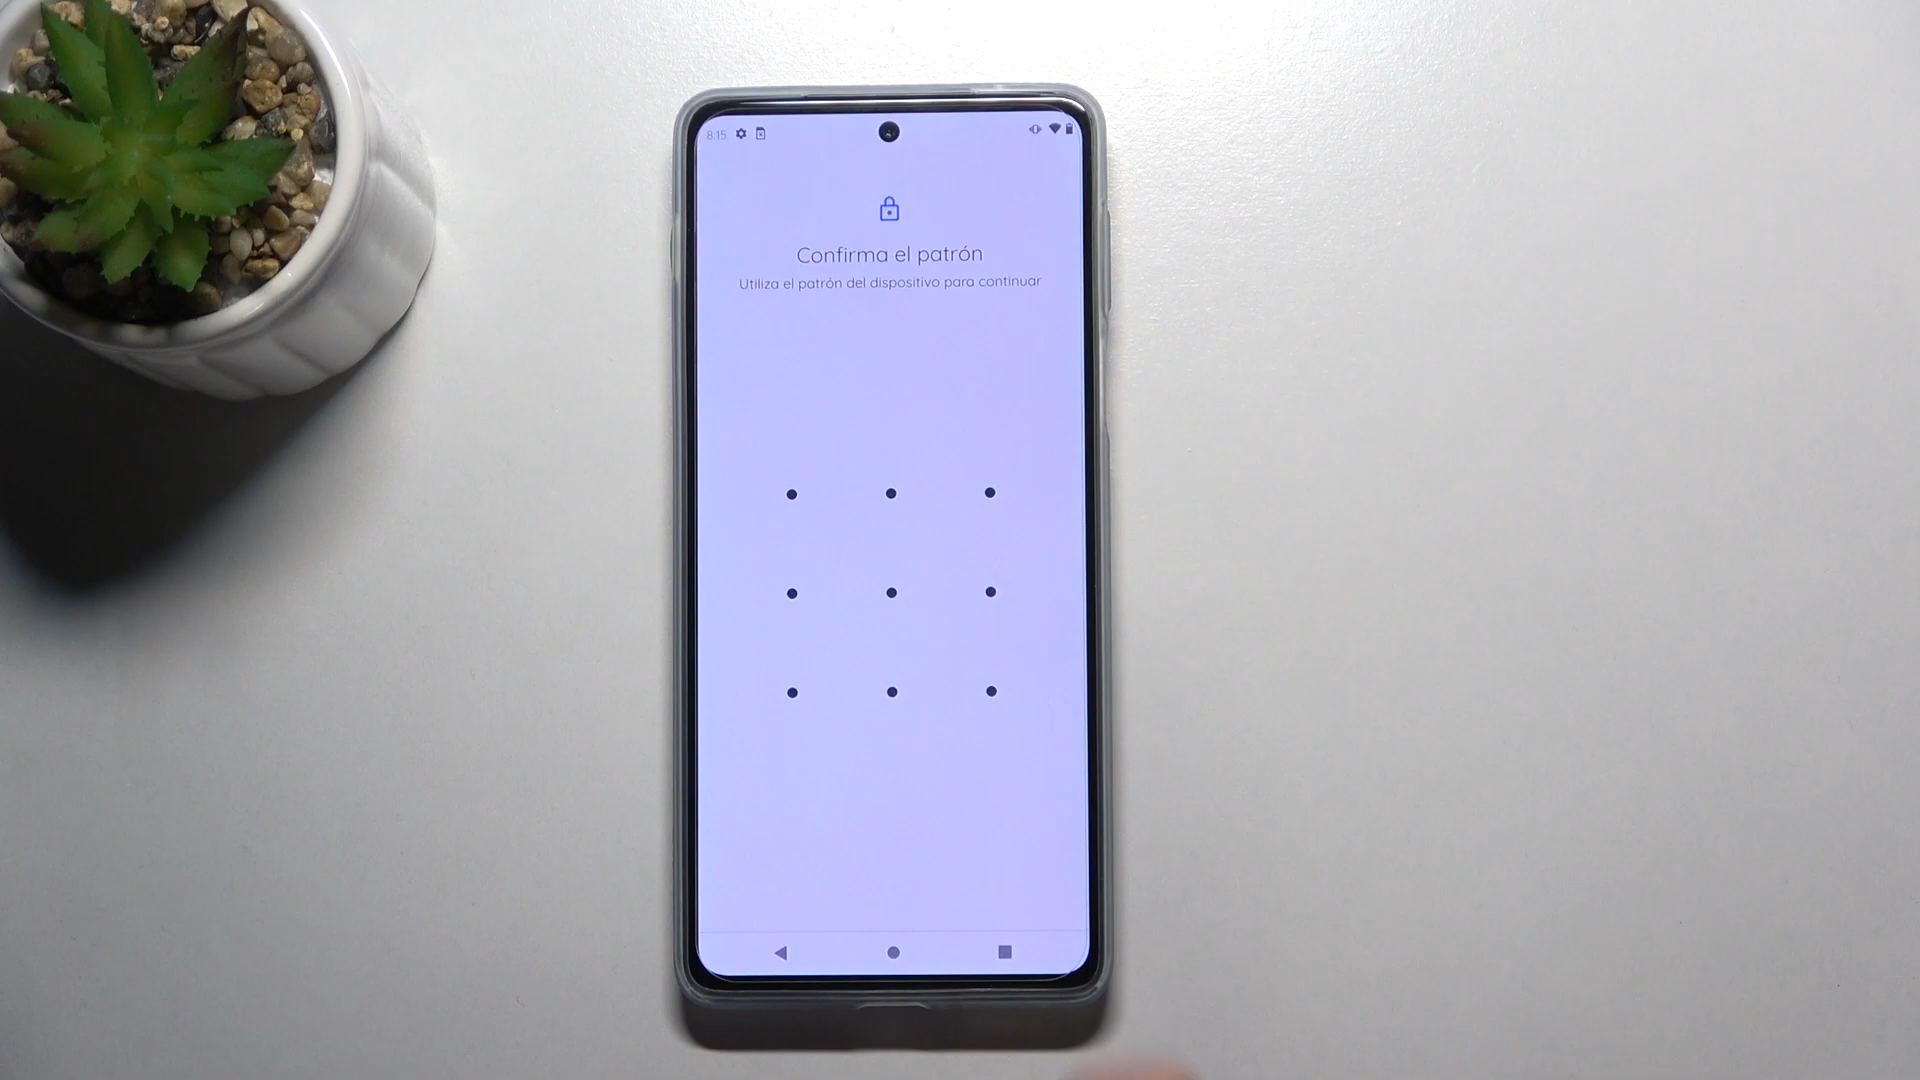 8:15
Confirma el patrón
Utiliza el patrón del dispositivo para continuar